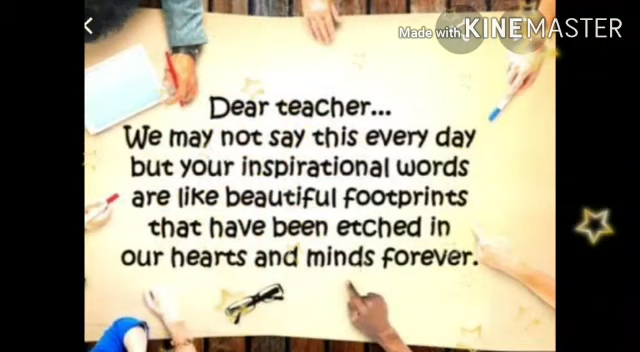 Made with KINEMASTER
Dear teacher...
We may not say this every day
but your inspirational words
are like beautiful footprints
that have been etched in
our hearts and minds forever.